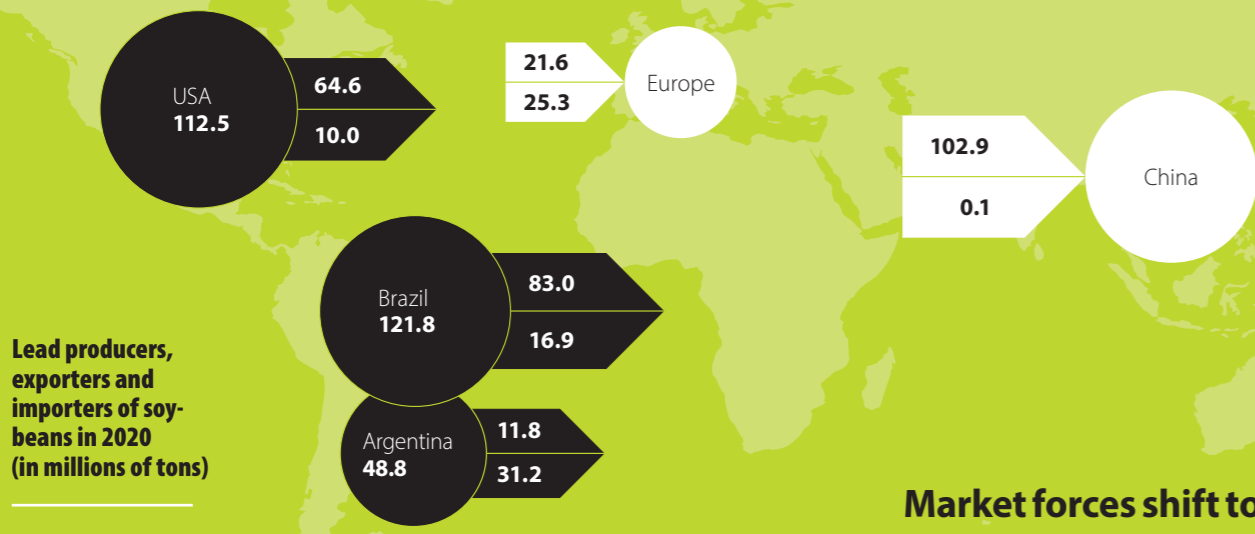 USA
112.5
64.6
10.0
21.6
25.3
Europe
102.9
0.1
China
Brazil
121.8
83.0
16.9
Argentina
48.8
11.8
31.2
Lead producers,
exporters and
importers of soy-
beans in 2020
(in millions of tons)
Market forces shift to